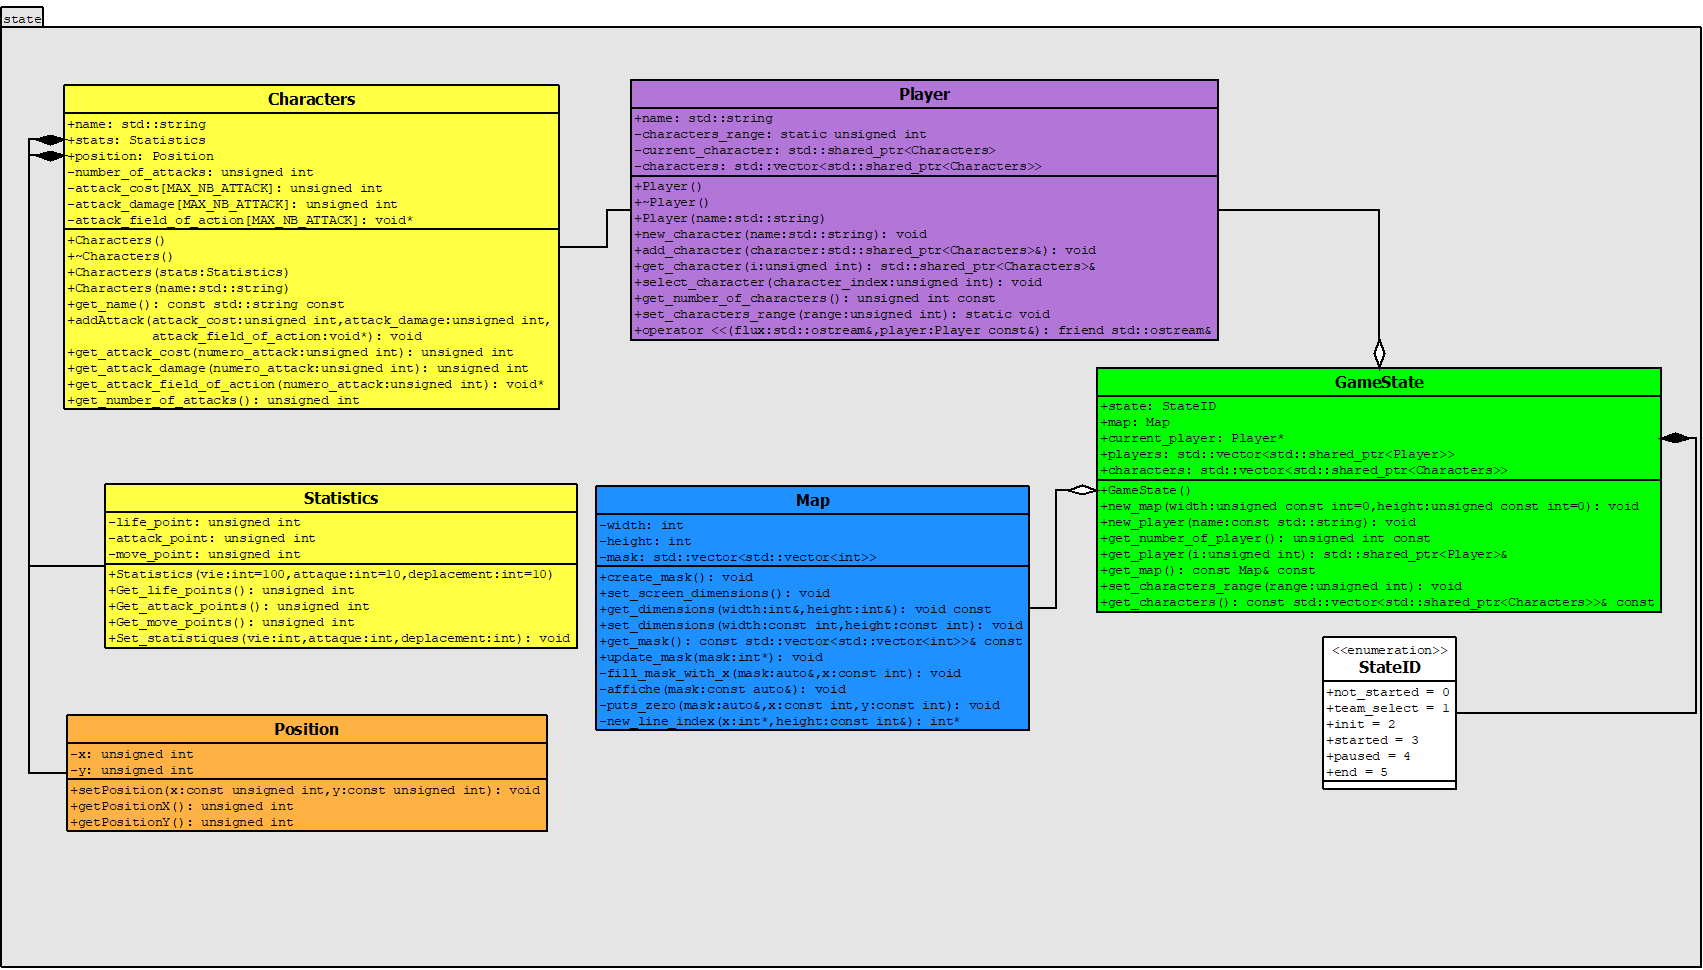 state
Characters
+name: std::string
+stats: Statistics
+position: Position
-number_of_attacks: unsigned int
-attack_cost[MAX_NB_ATTACK]: unsigned int
-attack_damage[MAX_NB_ATTACK]: unsigned int
-attack_field_of_action[MAX_NB_ATTACK]: void*
+Characters()
+~Characters()
+Characters(stats:Statistics)
+Characters(name:std::string)
+get_name(): const std::string const
+addAttack(attack_cost:unsigned int,attack_damage:unsigned int,
attack_field_of_action:void*): void
+get_attack_cost(numero_attack:unsigned int): unsigned int
+get_attack_damage(numero_attack:unsigned int): unsigned int
+get_attack_field_of_action(numero_attack:unsigned int): void*
+get_number_of_attacks(): unsigned int
Player
+name: std::string
-characters_range: static unsigned int
-current_character: std::shared_ptr<Characters>
-characters: std::vector<std::shared_ptr<Characters>>
+Player()
+~Player()
+Player(name:std::string)
+new_character(name:std::string): void
+add_character(character:std::shared_ptr<Characters>&): void
+get_character(i:unsigned int): std::shared_ptr<Characters>&
+select_character(character_index:unsigned int): void
+get_number_of_characters(): unsigned int const
+set_characters_range(range:unsigned int): static void
+operator <<(flux:std::ostream&,player:Player const&): friend std::ostream&
GameState
+state: StateID
+map: Map
+current_player: Player*
+players: std::vector<std::shared_ptr<Player>>
+characters: std::vector<std::shared_ptr<Characters>>
+GameState()
+new_map(width:unsigned const int=0,height:unsigned const int=0): void
+new_player(name:const std::string): void
+get_number_of_player(): unsigned int const
+get_player(i:unsigned int): std::shared_ptr<Player>&
+get_map(): const Map& const
+set_characters_range(range:unsigned int): void
+get_characters(): const std::vector<std::shared_ptr<Characters>>& const
Statistics
-life_point: unsigned int
-attack_point: unsigned int
-move_point: unsigned int
+Statistics(vie:int=100,attaque:int=10,deplacement:int=10)
+Get_life_points(): unsigned int
+Get_attack_points(): unsigned int
+Get_move_points(): unsigned int
+Set_statistiques(vie:int,attaque:int,deplacement:int): void
Map
-width: int
-height: int
-mask: std::vector<std::vector<int>>
+create_mask(): void
+set_screen_dimensions(): void
+get_dimensions(width:int&,height:int&): void const
+set_dimensions(width:const int,height:const int): void
+get_mask(): const std::vector<std::vector<int>>& const
+update_mask(mask:int*): void
-fill_mask_with_x(mask:auto&,x:const int): void
-affiche(mask:const auto&): void
-puts_zero(mask:auto&,x:const int,y:const int): void
-new_line_index(x:int*,height:const int&): int*
<<enumeration>>
StateID
+not_started = 0
+team_select = 1
+init = 2
+started = 3
+paused = 4
+end = 5
Position
-x: unsigned int
-y: unsigned int
+setPosition(x:const unsigned int,y:const unsigned int): void
+getPositionX(): unsigned int
+getPositionY(): unsigned int